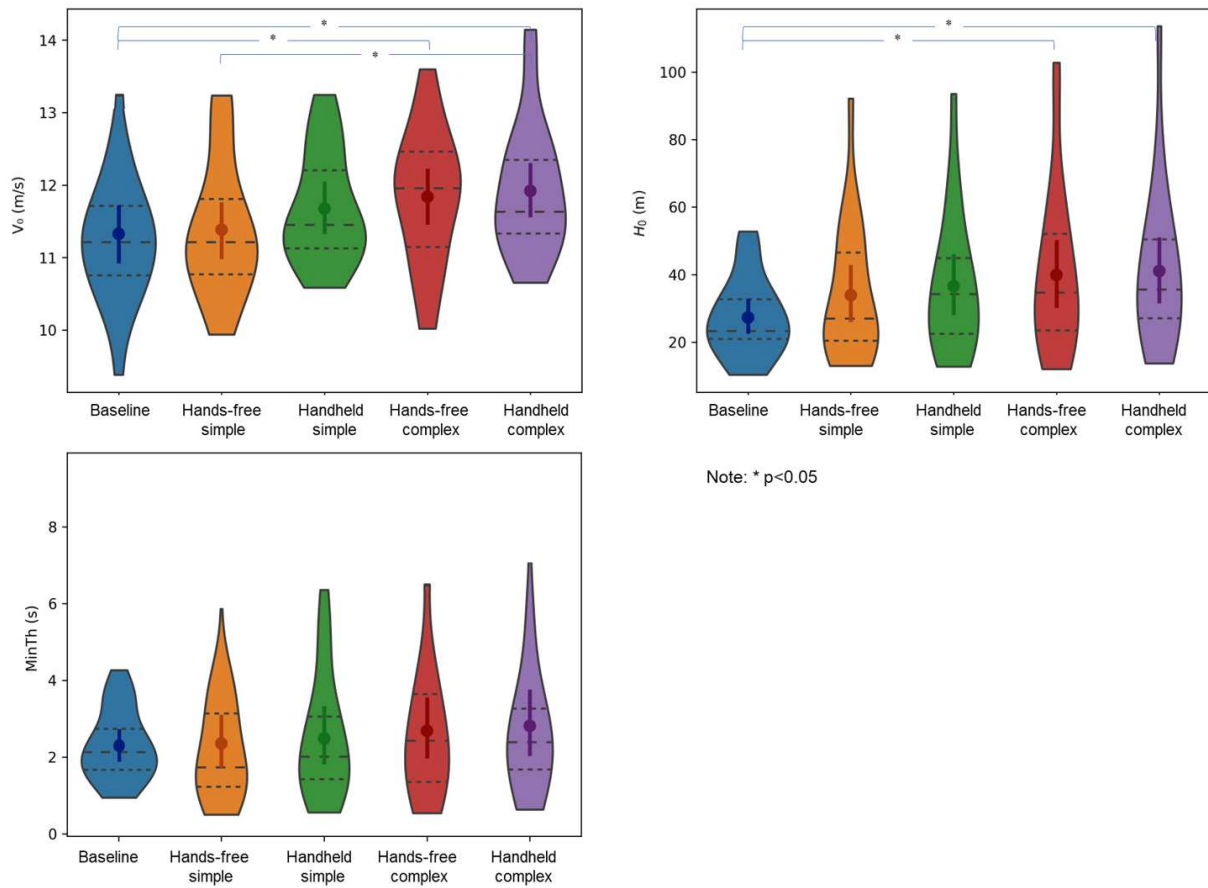 *
*
*
14
13
12
11
10
V₀ (m/s)
Baseline
Hands-free
simple
Handheld
simple
Hands-free
complex
Handheld
complex
*
*
100
80
60
40
20
H₀ (m)
Baseline
Hands-free
simple
Handheld
simple
Hands-free
complex
Handheld
complex
8
6
4
2
0
MinTh (s)
Baseline
Hands-free
simple
Handheld
simple
Hands-free
complex
Handheld
complex
Note: * p<0.05